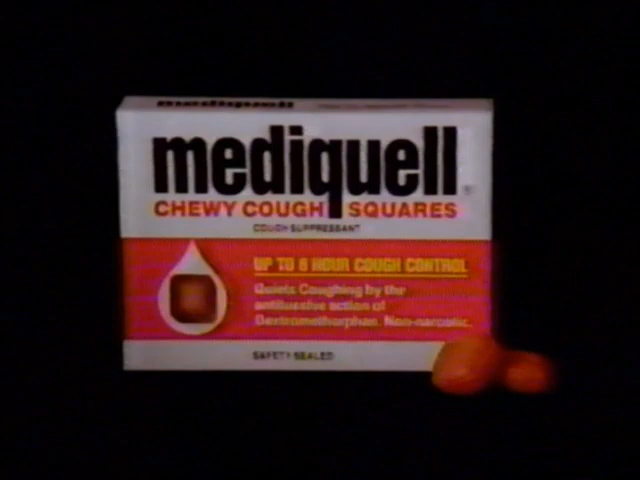 mediquell
mediquell®
CHEWY COUGH SQUARES
COUGH SUPPRESSANT
UP TO 8 HOUR COUGH CONTROL
Quiets Coughing by the
antitussive action of
Dextromethorphan. Non-narcotic.
SAFETY SEALED